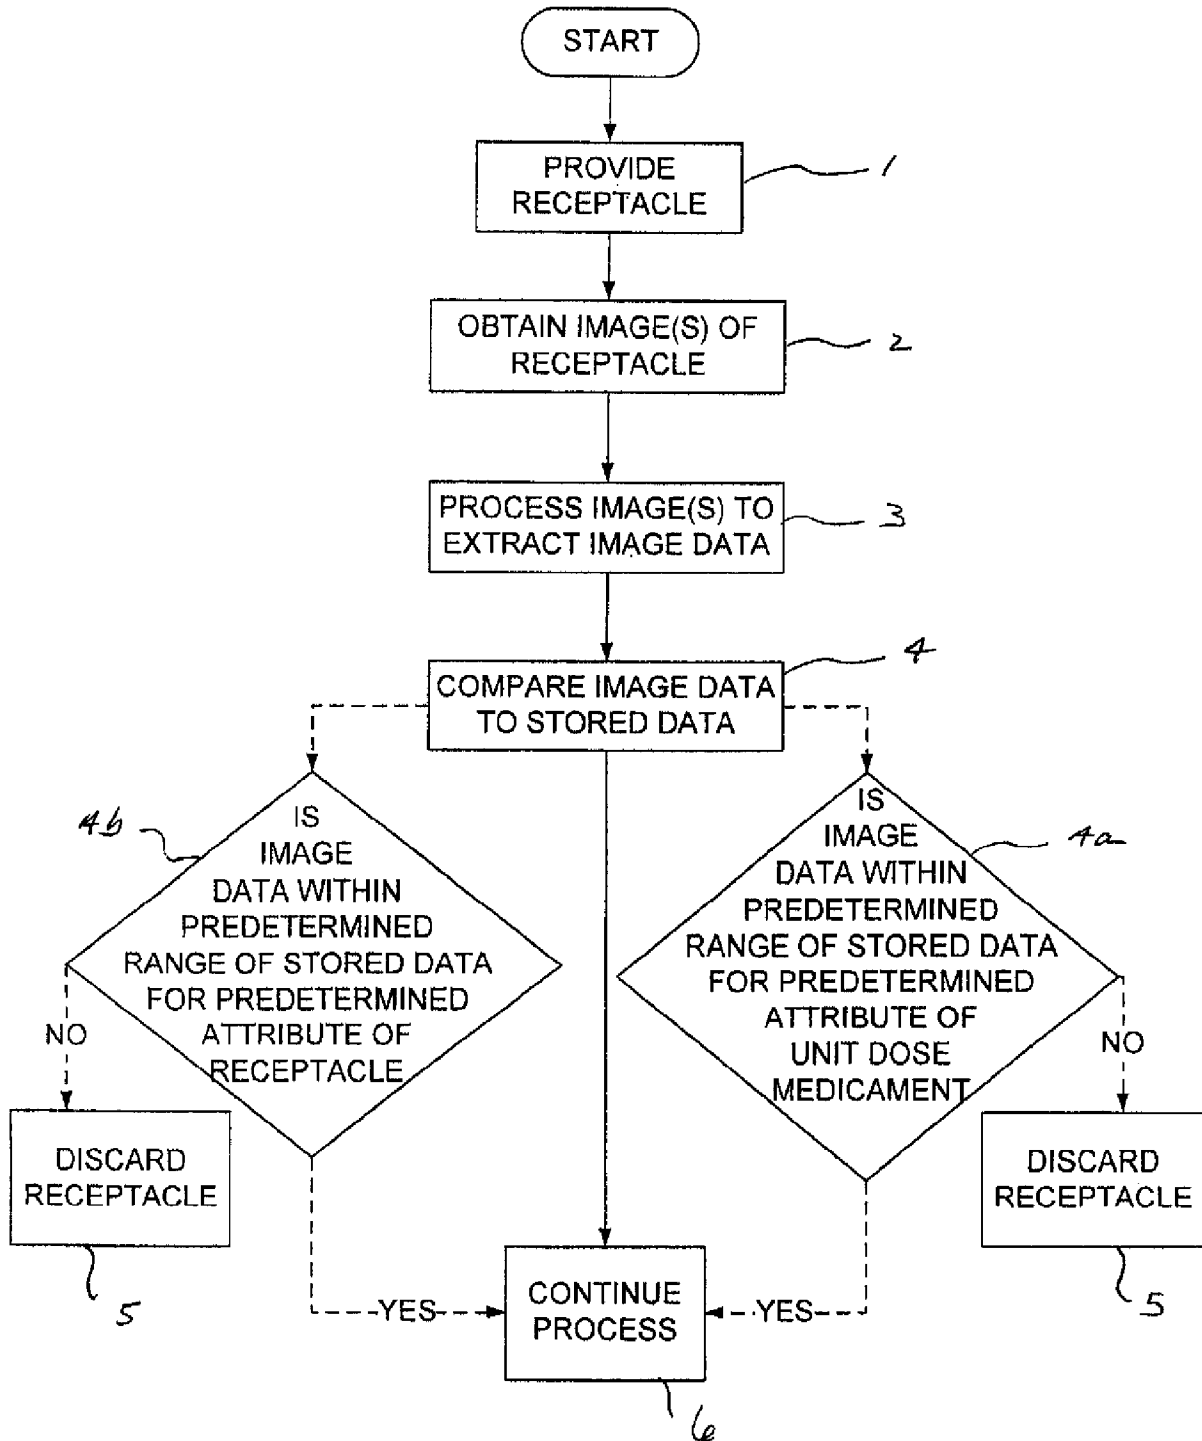 START
PROVIDE
RECEPTACLE
1
OBTAIN IMAGE(S) OF
RECEPTACLE
2
PROCESS IMAGE(S) TO
EXTRACT IMAGE DATA
3
COMPARE IMAGE DATA
TO STORED DATA
4
4b
IS
IMAGE
DATA WITHIN
PREDETERMINED
RANGE OF STORED DATA
FOR PREDETERMINED
ATTRIBUTE OF
RECEPTACLE
4a
IS
IMAGE
DATA WITHIN
PREDETERMINED
RANGE OF STORED DATA
FOR PREDETERMINED
ATTRIBUTE OF
UNIT DOSE
MEDICAMENT
NO
NO
DISCARD
RECEPTACLE
5
DISCARD
RECEPTACLE
5
YES
YES
CONTINUE
PROCESS
6